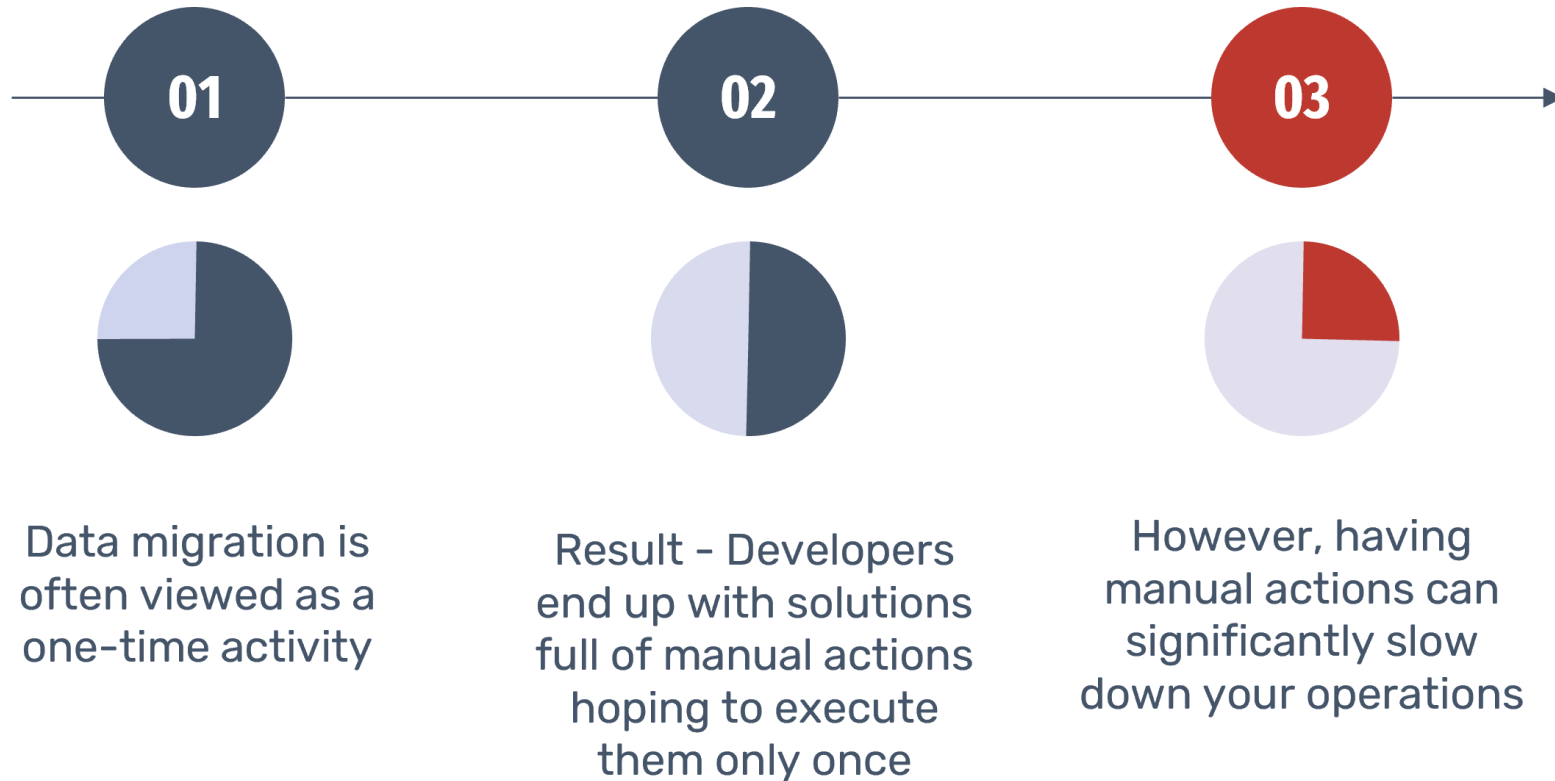 01
02
03
Data migration is
often viewed as a
one-time activity
Result - Developers
end up with solutions
full of manual actions
hoping to execute
them only once
However, having
manual actions can
significantly slow
down your operations